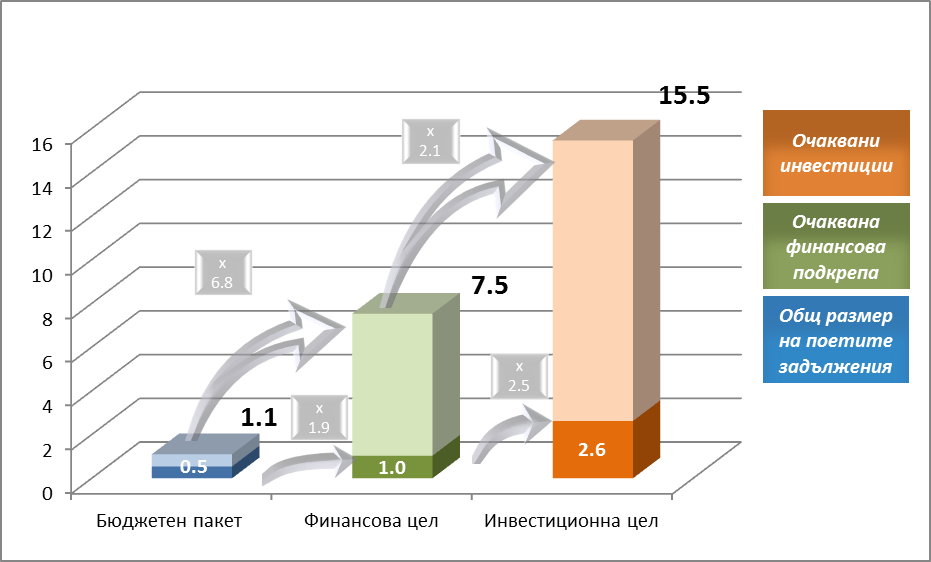 15.5
16
14
12
10
8
6
4
2
0
x
2.1
x
6.8
7.5
x
2.5
x
1.9
1.1
0.5
1.0
2.6
Бюджетен пакет
Финансова цел
Инвестиционна цел
Очаквани
инвестиции
Очаквана
финансова
подкрепа
Общ размер
на поетите
задължения